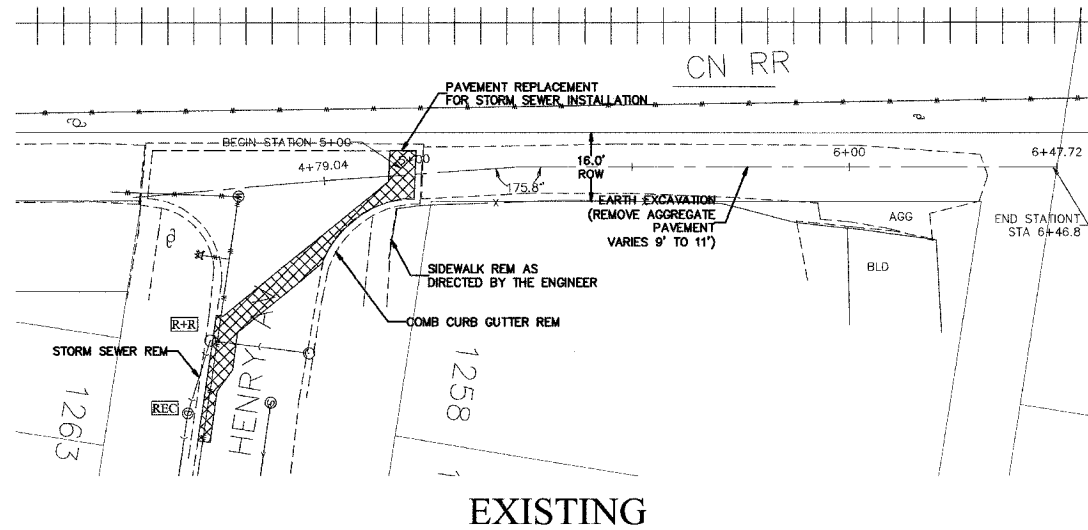 CN RR
PAVEMENT REPLACEMENT
FOR STORM SEWER INSTALLATION
BEGIN STATION 5+00
4+79.04
5+00
16.0'
ROW
6+00
6+47.72
175.8'
EARTH EXCAVATION
(REMOVE AGGREGATE
PAVEMENT
VARIES 9' TO 11')
AGG
END STATIONT
STA 6+46.8
BLD
SIDEWALK REM AS
DIRECTED BY THE ENGINEER
R+R
COMB CURB GUTTER REM
STORM SEWER REM
REC
HENRY
1263
1258
1
EXISTING